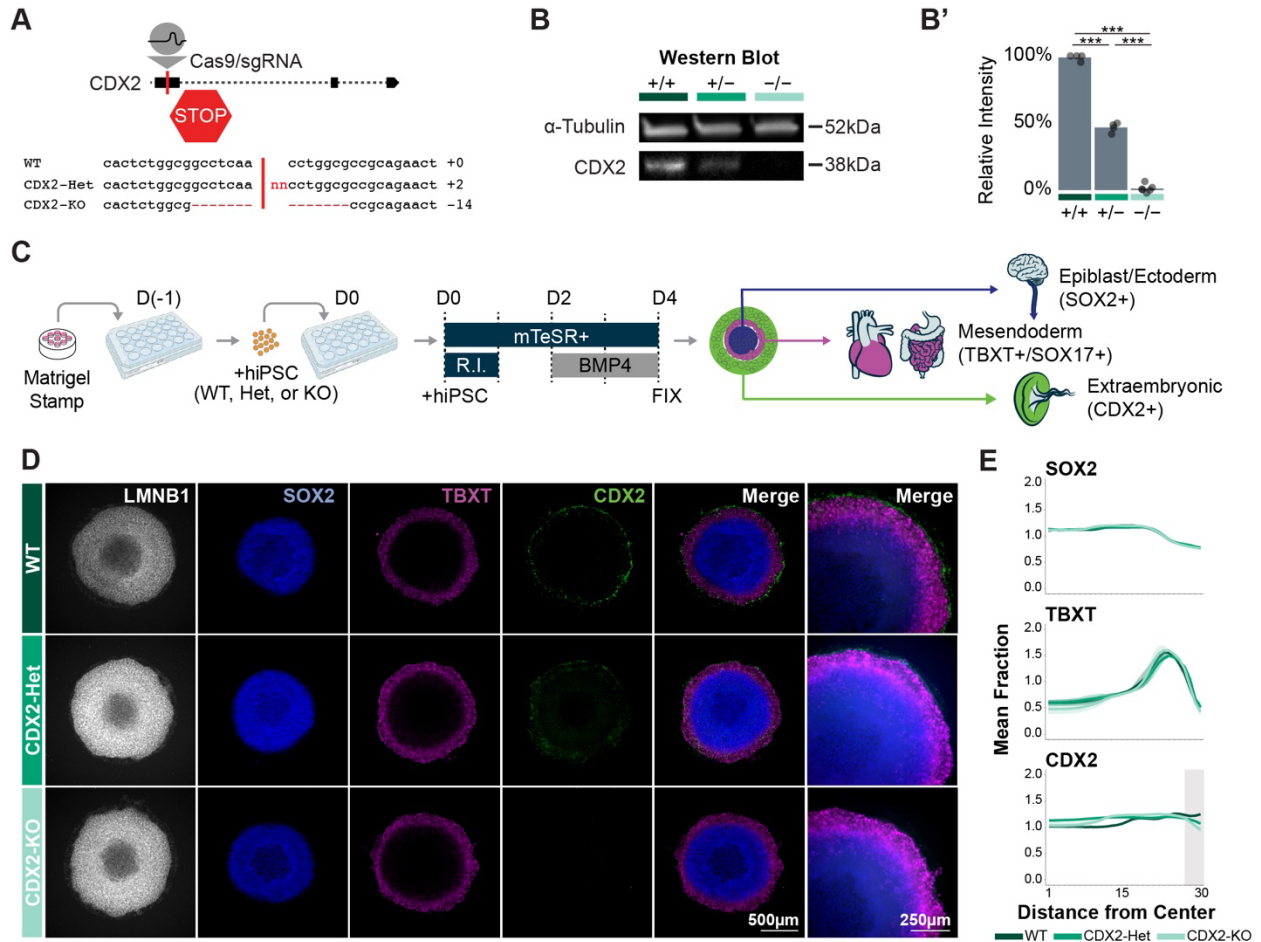 A
Cas9/sgRNA
CDX2
STOP
WT cactctggcggcctcaa cctggcgccgcagaact +0
CDX2-Het cactctggcggcctcaa nncctggcgccgcagaact +2
CDX2-KO cactctggcg------- -------ccgcagaact -14
B
Western Blot
+/+ +/− −/−
α-Tubulin 52kDa
CDX2 38kDa
B’
*** 
*** ***
Relative Intensity
100%
50%
0%
+/+ +/− −/−
C
D(-1)
D0
Matrigel
Stamp
+hiPSC
(WT, Het, or KO)
D0 D2 D4
mTeSR+
R.I. BMP4
+hiPSC FIX
Epiblast/Ectoderm
(SOX2+)
Mesendoderm
(TBXT+/SOX17+)
Extraembryonic
(CDX2+)
D
LMNB1 SOX2 TBXT CDX2 Merge Merge
WT
CDX2-Het
CDX2-KO
500µm 250µm
E
SOX2
2.0
1.5
1.0
0.5
0.0
TBXT
2.0
1.5
1.0
0.5
0.0
CDX2
2.0
1.5
1.0
0.5
0.0
Mean Fraction
1 15 30
Distance from Center
WT CDX2-Het CDX2-KO